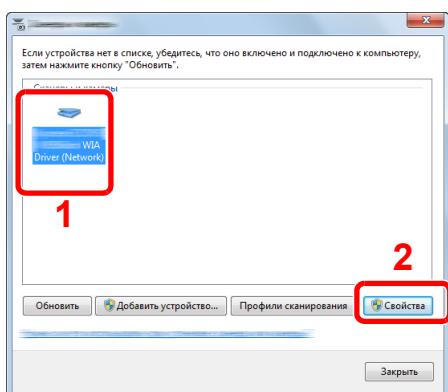 Если устройства нет в списке, убедитесь, что оно включено и подключено к компьютеру,
затем нажмите кнопку "Обновить".
Сканеры и камеры
WIA
Driver (Network)
1
2
Обновить
Добавить устройство...
Профили сканирования
Свойства
Закрыть